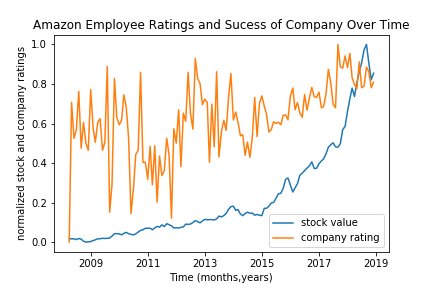 Amazon Employee Ratings and Sucess of Company Over Time
normalized stock and company ratings
1.0
0.8
0.6
0.4
0.2
0.0
2009
2011
2013
2015
2017
2019
Time (months,years)
stock value
company rating